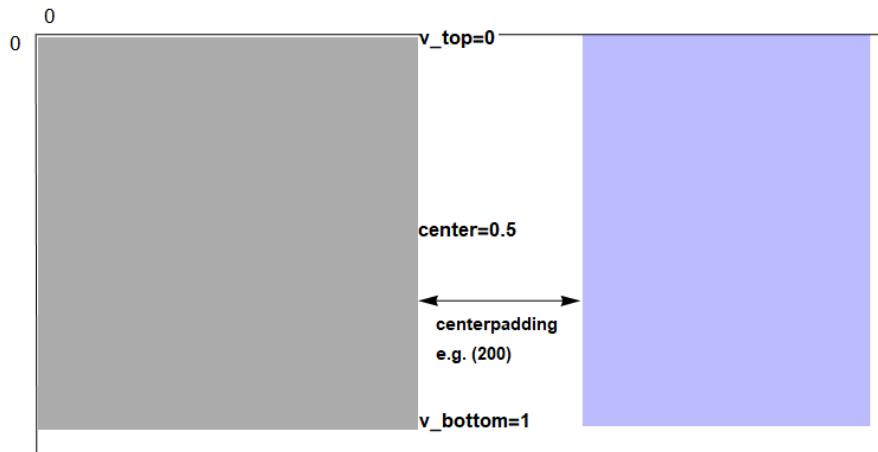 0
0
v_top=0
center=0.5
centerpadding
e.g. (200)
v_bottom=1